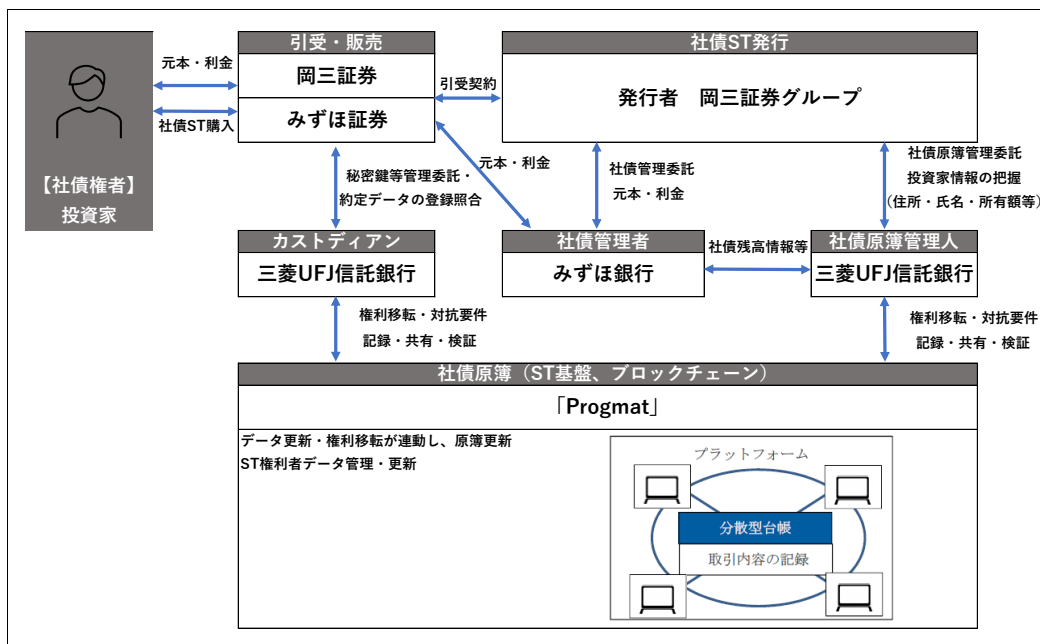 引受・販売
岡三証券
みずほ証券
社債ST発行
発行者　岡三証券グループ
元本・利金
社債ST購入
引受契約
【社債権者】
投資家
秘密鍵等管理委託・
約定データの登録照合
元本・利金
社債管理委託
元本・利金
社債原簿管理委託
投資家情報の把握
（住所・氏名・所有額等）
カストディアン
三菱UFJ信託銀行
社債管理者
みずほ銀行
社債残高情報等
社債原簿管理人
三菱UFJ信託銀行
権利移転・対抗要件
記録・共有・検証
権利移転・対抗要件
記録・共有・検証
社債原簿（ST基盤、ブロックチェーン）
「Progmat」
データ更新・権利移転が連動し、原簿更新
ST権利者データ管理・更新
プラットフォーム
分散型台帳
取引内容の記録